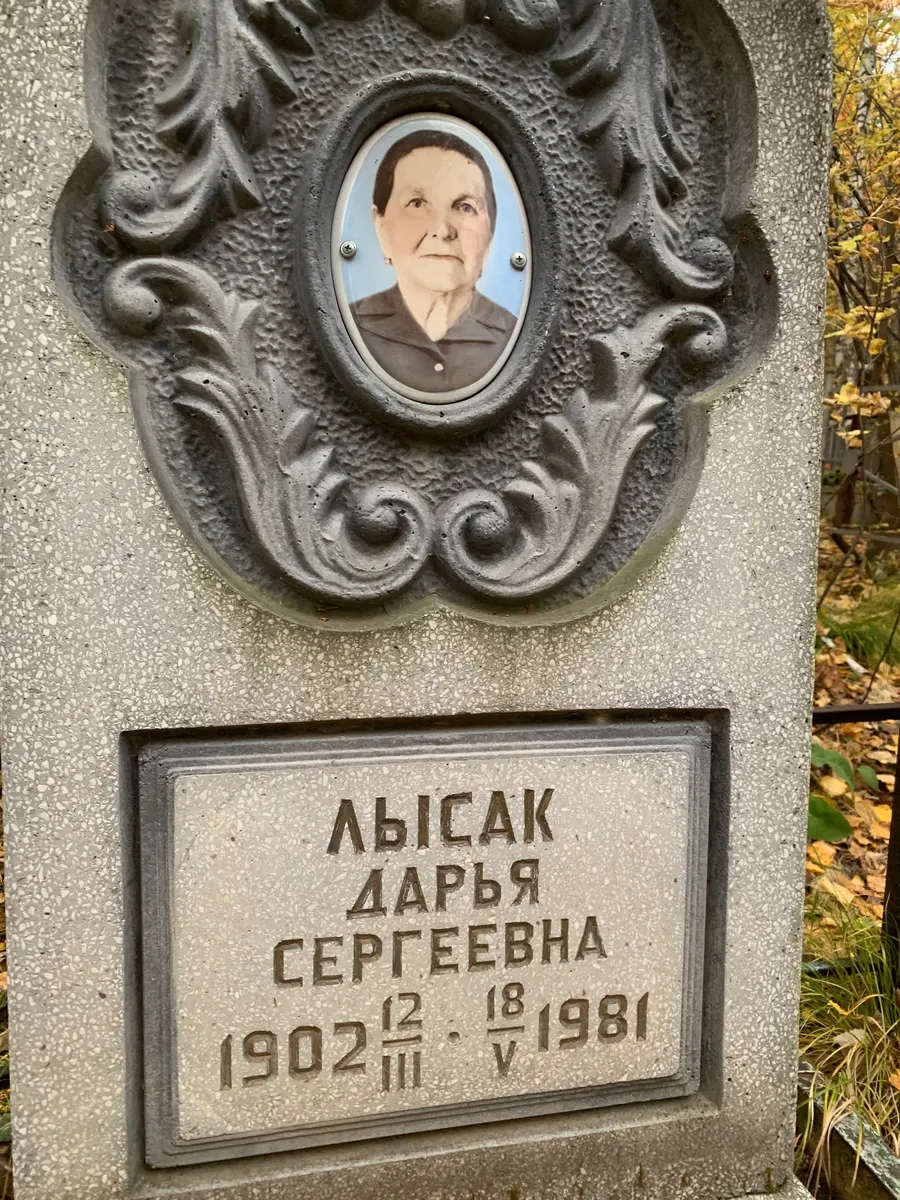 ЛЫСАК
ДАРЬЯ
СЕРГЕЕВНА
1902 12/III · 18/V 1981